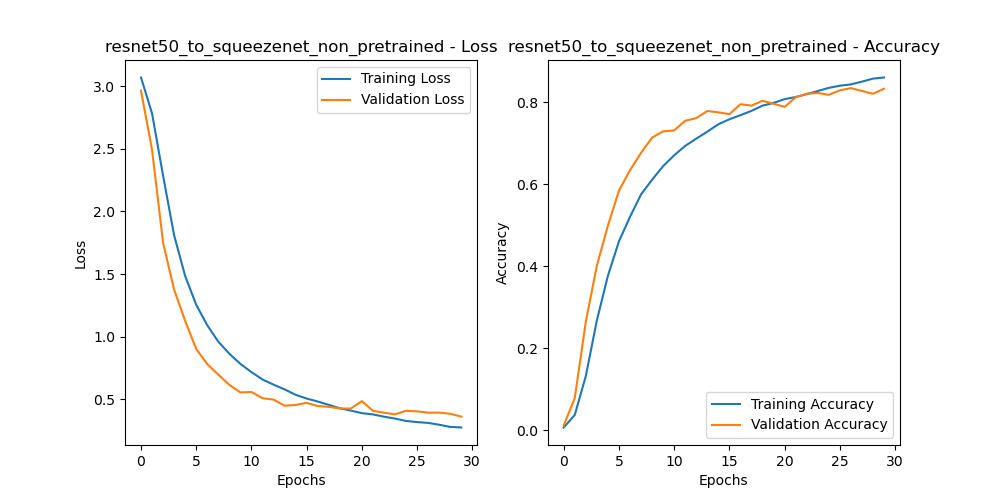 resnet50_to_squeezenet_non_pretrained - Loss
3.0
2.5
2.0
1.5
1.0
0.5
Loss
0
5
10
15
20
25
30
Epochs
Training Loss
Validation Loss
resnet50_to_squeezenet_non_pretrained - Accuracy
0.8
0.6
0.4
0.2
0.0
Accuracy
0
5
10
15
20
25
30
Epochs
Training Accuracy
Validation Accuracy